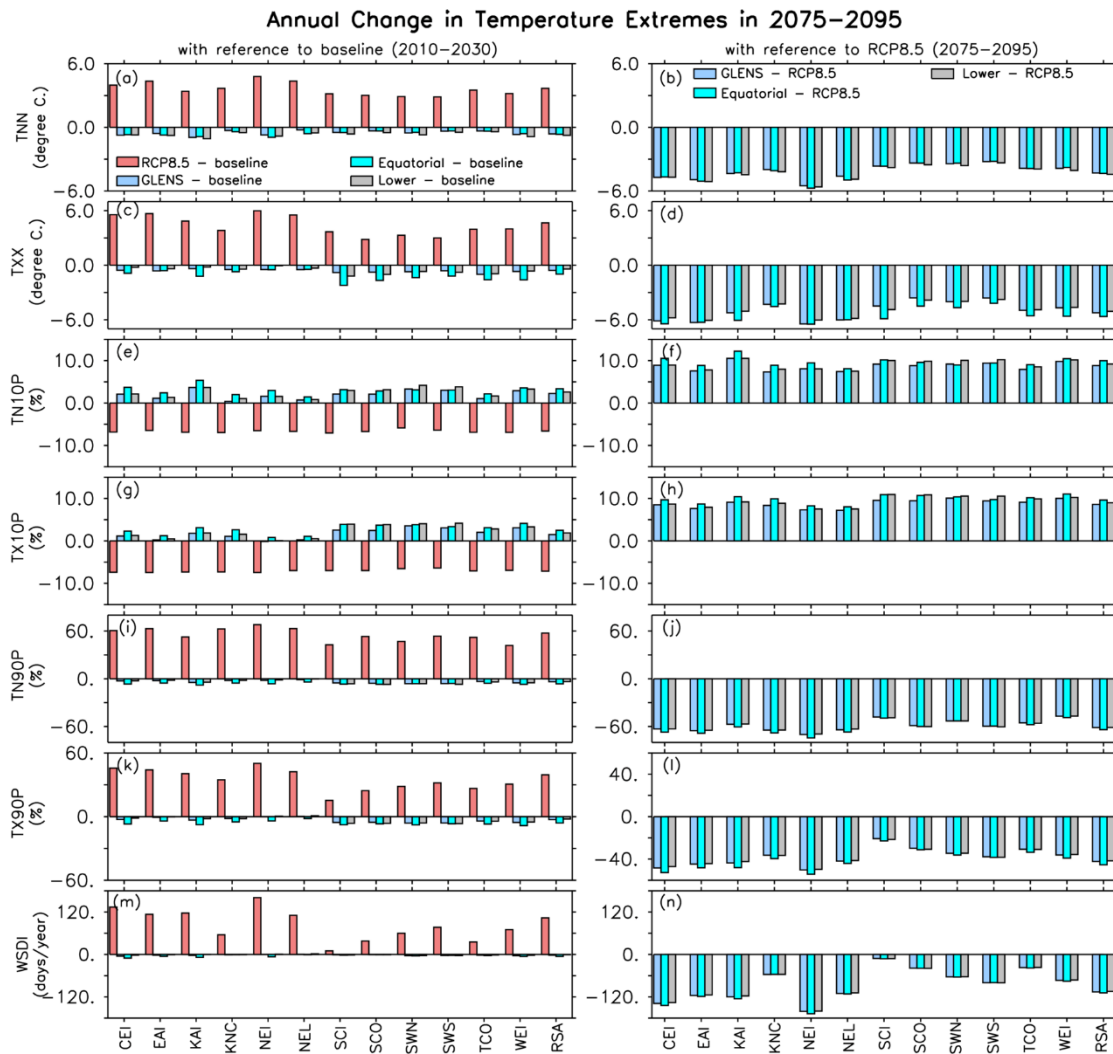 Annual Change in Temperature Extremes in 2075−2095
with reference to baseline (2010−2030)
with reference to RCP8.5 (2075−2095)
TNN
(degree C.)
6.0
0.0
−6.0
(a)
RCP8.5 − baseline
GLENS − baseline
Equatorial − baseline
Lower − baseline
6.0
0.0
−6.0
(b)
GLENS − RCP8.5
Equatorial − RCP8.5
Lower − RCP8.5
TXX
(degree C.)
6.0
0.0
−6.0
(c)
0.0
−6.0
(d)
TN10P
(%)
10.0
0.0
−10.0
(e)
10.0
0.0
−10.0
(f)
TX10P
(%)
10.0
0.0
−10.0
(g)
10.0
0.0
−10.0
(h)
TN90P
(%)
60.
0.0
−60.
(i)
60.
0.0
−60.
(j)
TX90P
(%)
60.
0.0
−60.
(k)
40.
0.0
−40.
(l)
WSDI
(days/year)
120.
0.0
−120.
(m)
120.
0.0
−120.
(n)
CEI EAI KAI KNC NEI NEL SCI SCO SWN SWS TCO WEI RSA
CEI EAI KAI KNC NEI NEL SCI SCO SWN SWS TCO WEI RSA